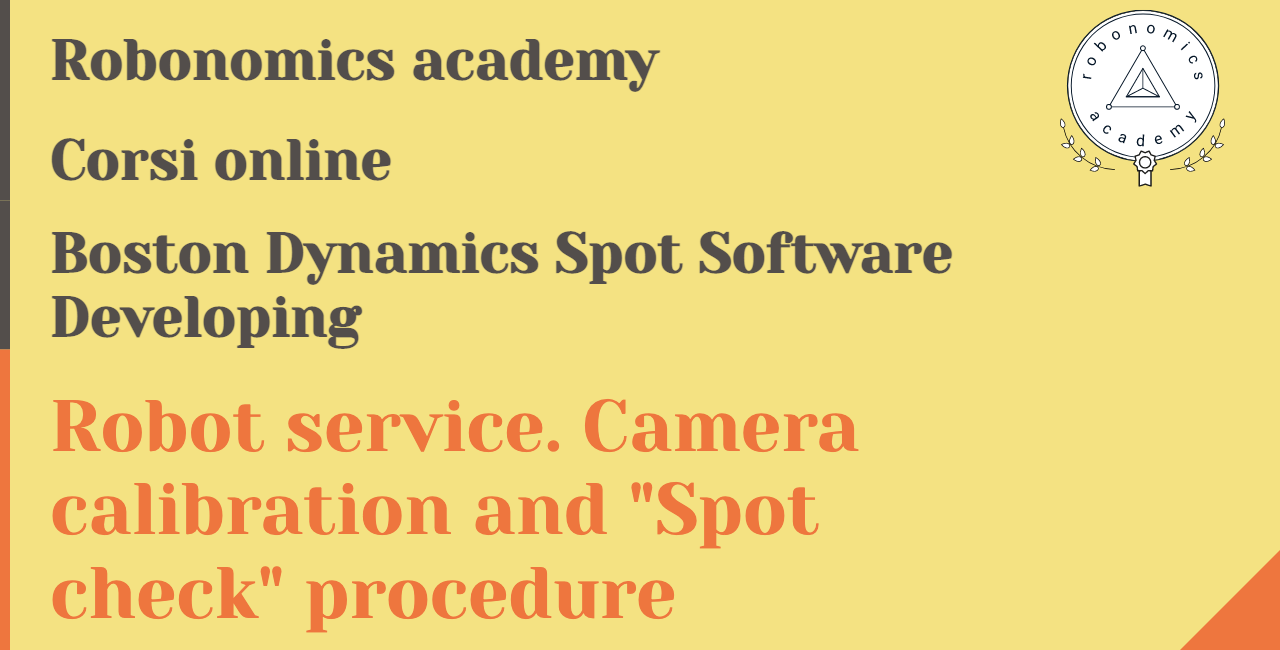 Robonomics academy
robonomics
academy
Corsi online
Boston Dynamics Spot Software
Developing
Robot service. Camera
calibration and "Spot
check" procedure